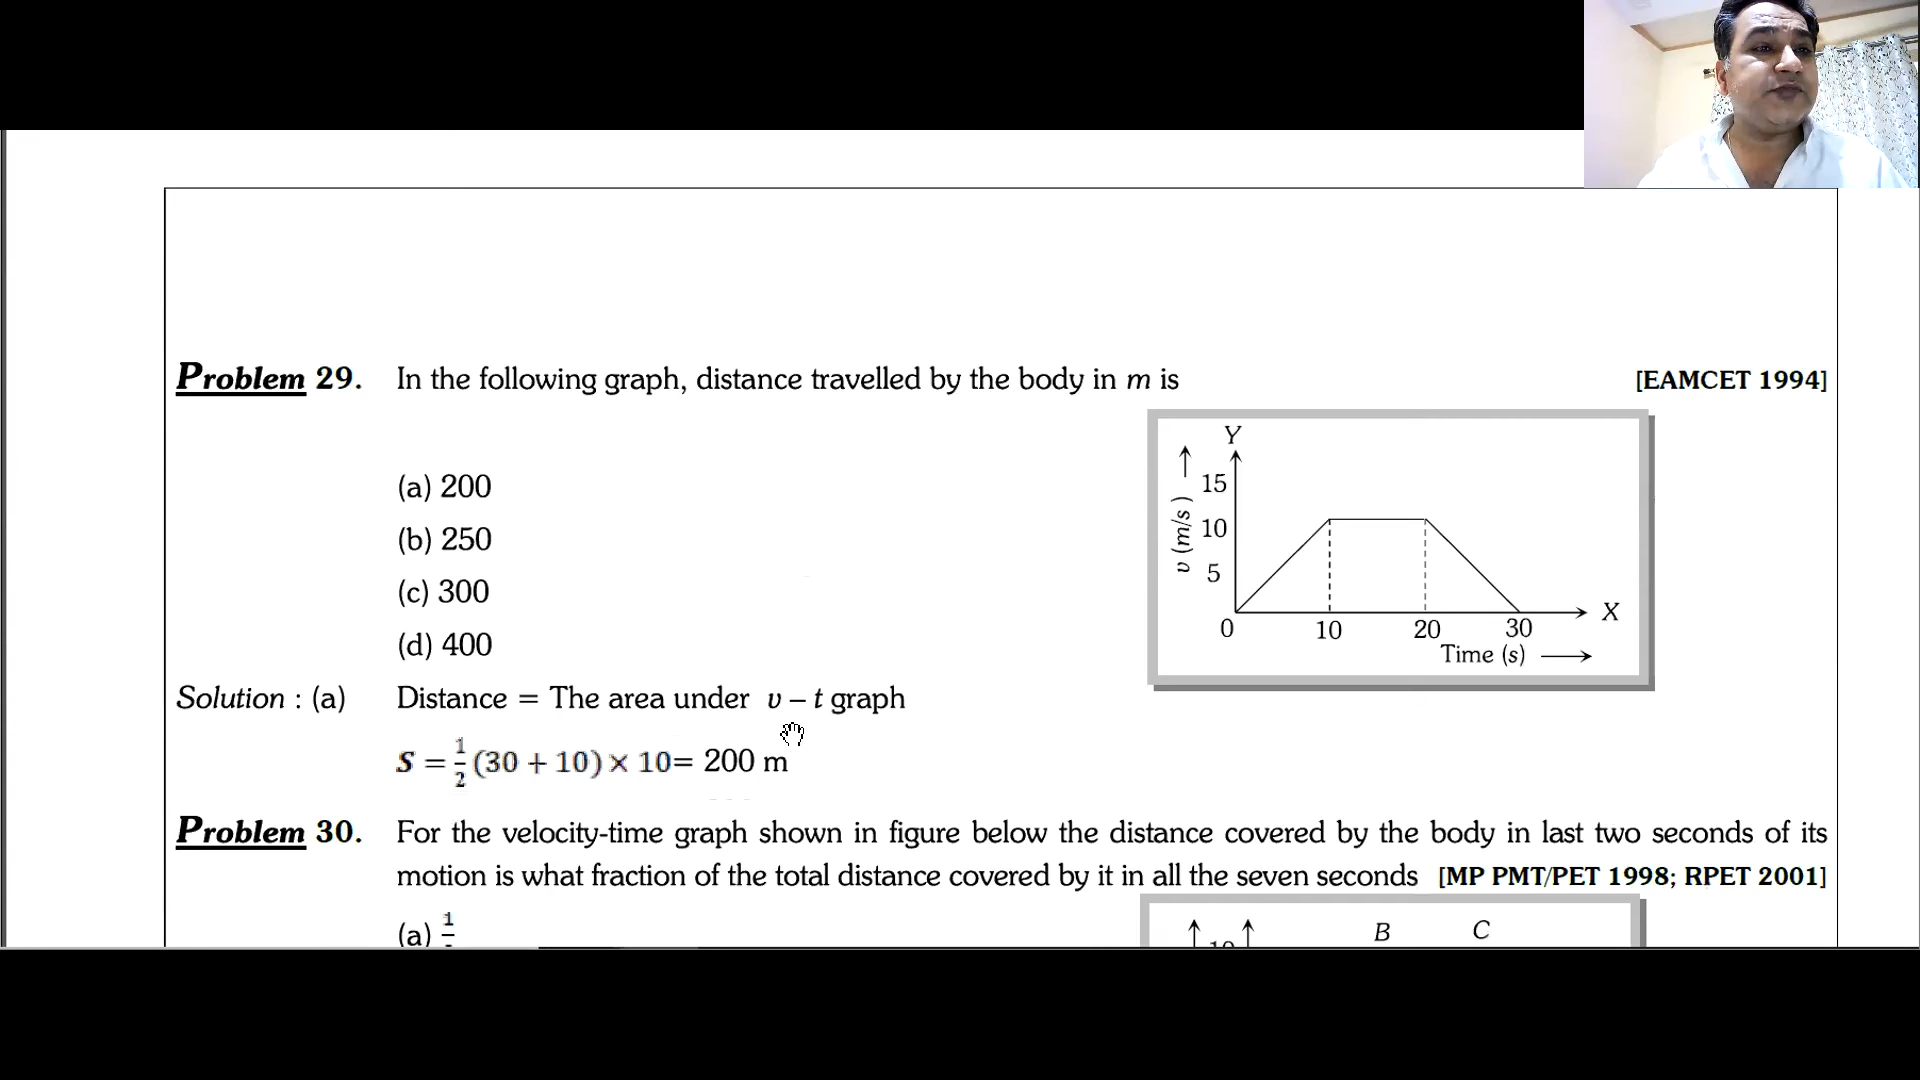 Problem 29. In the following graph, distance travelled by the body in m is [EAMCET 1994]
(a) 200
(b) 250
(c) 300
(d) 400
Y
15
10
5
v (m/s)
0
10
20
30
X
Time (s)
Solution : (a) Distance = The area under v – t graph
S = 1/2 (30 + 10) × 10= 200 m
Problem 30. For the velocity-time graph shown in figure below the distance covered by the body in last two seconds of its
motion is what fraction of the total distance covered by it in all the seven seconds [MP PMT/PET 1998; RPET 2001]
(a) 1
10
B
C